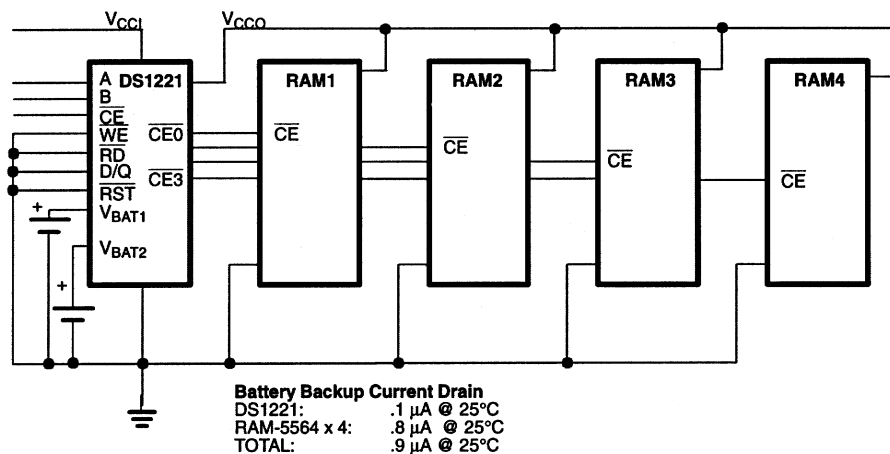 VCCI VCCO
A DS1221 RAM1 RAM2 RAM3 RAM4
B
CE
WE CE0 CE
RD CE
D/Q CE3 CE
RST CE
+ VBAT1
VBAT2
+
Battery Backup Current Drain
DS1221: .1 µA @ 25°C
RAM-5564 x 4: .8 µA @ 25°C
TOTAL: .9 µA @ 25°C